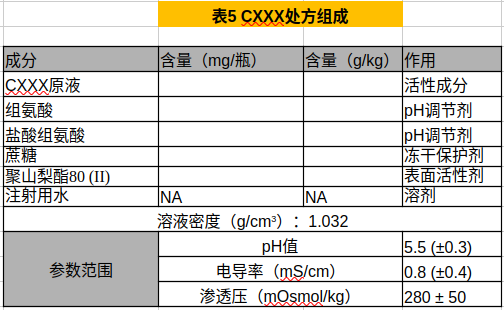 表5 CXXX处方组成
成分 含量（mg/瓶） 含量（g/kg） 作用
CXXX原液 活性成分
组氨酸 pH调节剂
盐酸组氨酸 pH调节剂
蔗糖 冻干保护剂
聚山梨酯80 (II) 表面活性剂
注射用水 NA NA 溶剂
溶液密度（g/cm³）：1.032
参数范围 pH值 5.5 (±0.3)
电导率（mS/cm） 0.8 (±0.4)
渗透压（mOsmol/kg） 280 ± 50